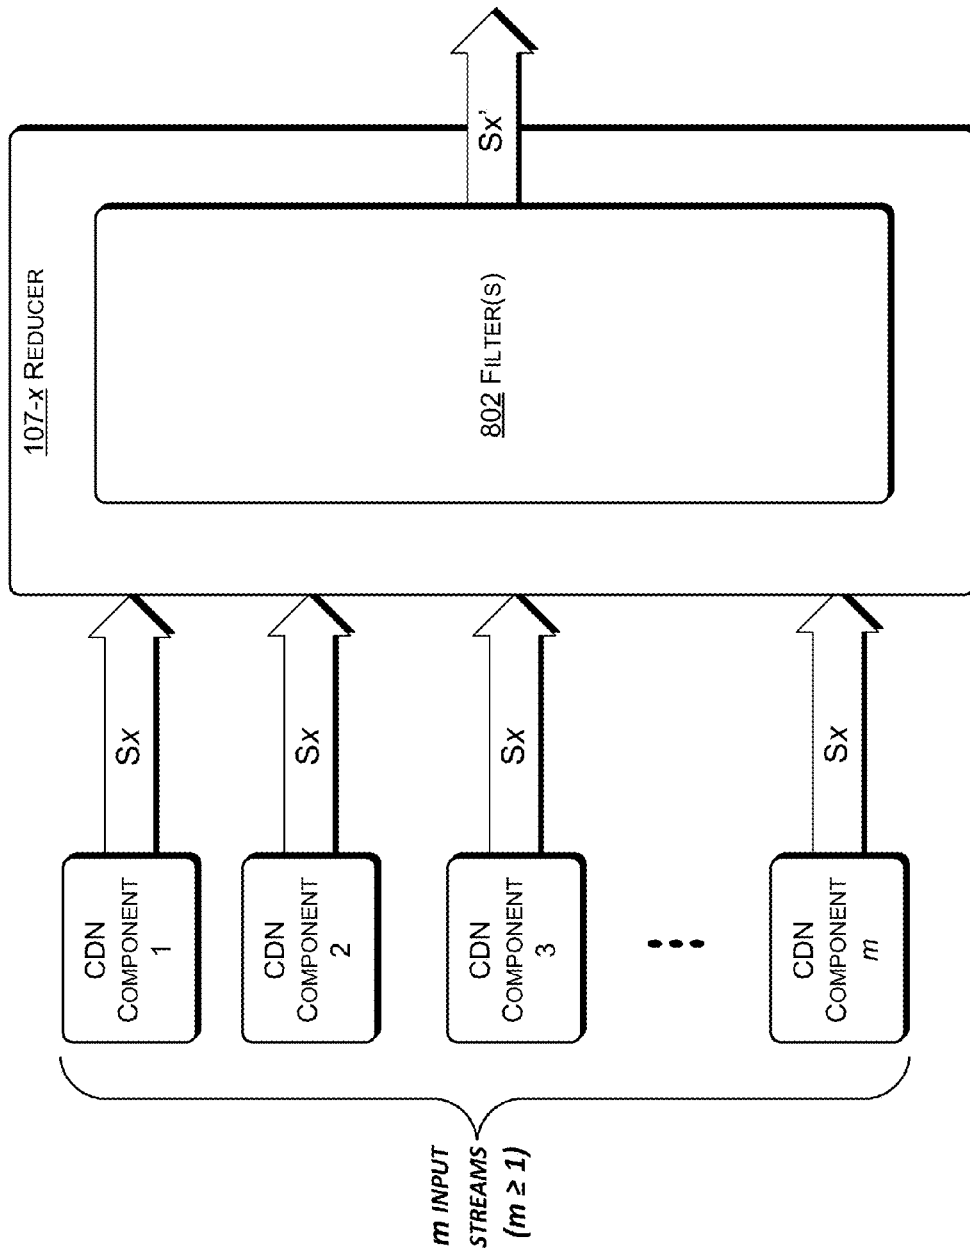 m INPUT
STREAMS
(m ≥ 1)
CDN
COMPONENT
1
CDN
COMPONENT
2
CDN
COMPONENT
3
CDN
COMPONENT
m
Sx
Sx
Sx
Sx
107-x REDUCER
802 FILTER(S)
Sx'